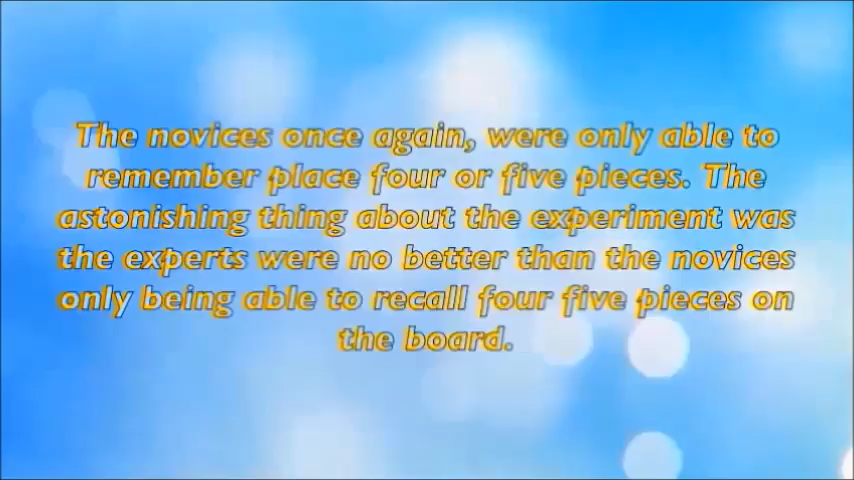 The novices once again, were only able to
remember place four or five pieces. The
astonishing thing about the experiment was
the experts were no better than the novices
only being able to recall four five pieces on
the board.